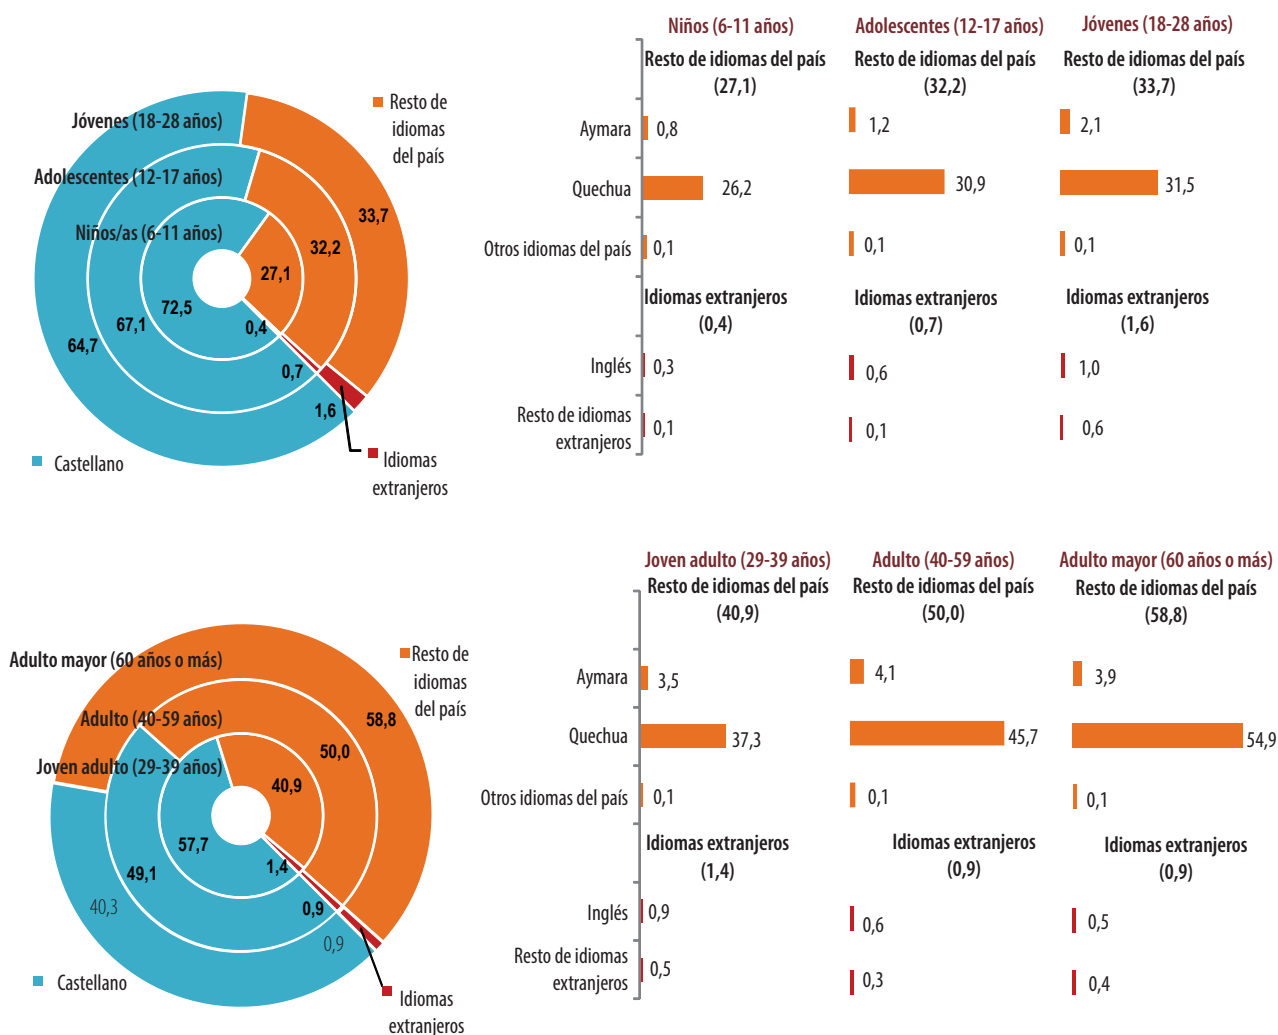 Jóvenes (18-28 años)
Adolescentes (12-17 años)
Niños/as (6-11 años)
Resto de
idiomas
del país
33,7
32,2
27,1
72,5
67,1
64,7
0,4
0,7
1,6
Castellano
Idiomas
extranjeros
Niños (6-11 años)
Adolescentes (12-17 años)
Jóvenes (18-28 años)
Resto de idiomas del país
(27,1)
Resto de idiomas del país
(32,2)
Resto de idiomas del país
(33,7)
Aymara
0,8
1,2
2,1
Quechua
26,2
30,9
31,5
Otros idiomas del país
0,1
0,1
0,1
Idiomas extranjeros
(0,4)
Idiomas extranjeros
(0,7)
Idiomas extranjeros
(1,6)
Inglés
0,3
0,6
1,0
Resto de idiomas
extranjeros
0,1
0,1
0,6
Adulto mayor (60 años o más)
Adulto (40-59 años)
Joven adulto (29-39 años)
Resto de
idiomas
del país
58,8
50,0
40,9
57,7
49,1
40,3
1,4
0,9
0,9
Castellano
Idiomas
extranjeros
Joven adulto (29-39 años)
Adulto (40-59 años)
Adulto mayor (60 años o más)
Resto de idiomas del país
(40,9)
Resto de idiomas del país
(50,0)
Resto de idiomas del país
(58,8)
Aymara
3,5
4,1
3,9
Quechua
37,3
45,7
54,9
Otros idiomas del país
0,1
0,1
0,1
Idiomas extranjeros
(1,4)
Idiomas extranjeros
(0,9)
Idiomas extranjeros
(0,9)
Inglés
0,9
0,6
0,5
Resto de idiomas
extranjeros
0,5
0,3
0,4